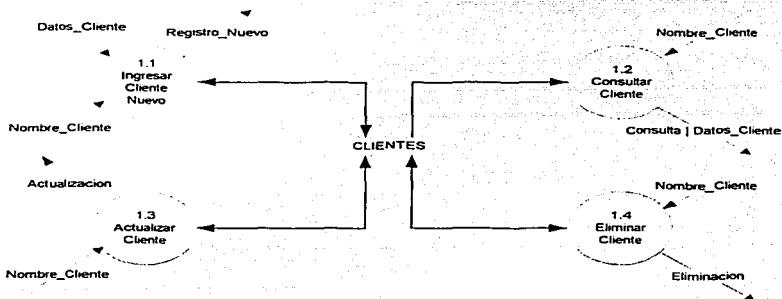 Datos_Cliente
Registro_Nuevo
1.1
Ingresar
Cliente
Nuevo
Nombre_Cliente
Nombre_Cliente
1.2
Consultar
Cliente
Consulta | Datos_Cliente
CLIENTES
Actualizacion
1.3
Actualizar
Cliente
Nombre_Cliente
Nombre_Cliente
1.4
Eliminar
Cliente
Eliminacion